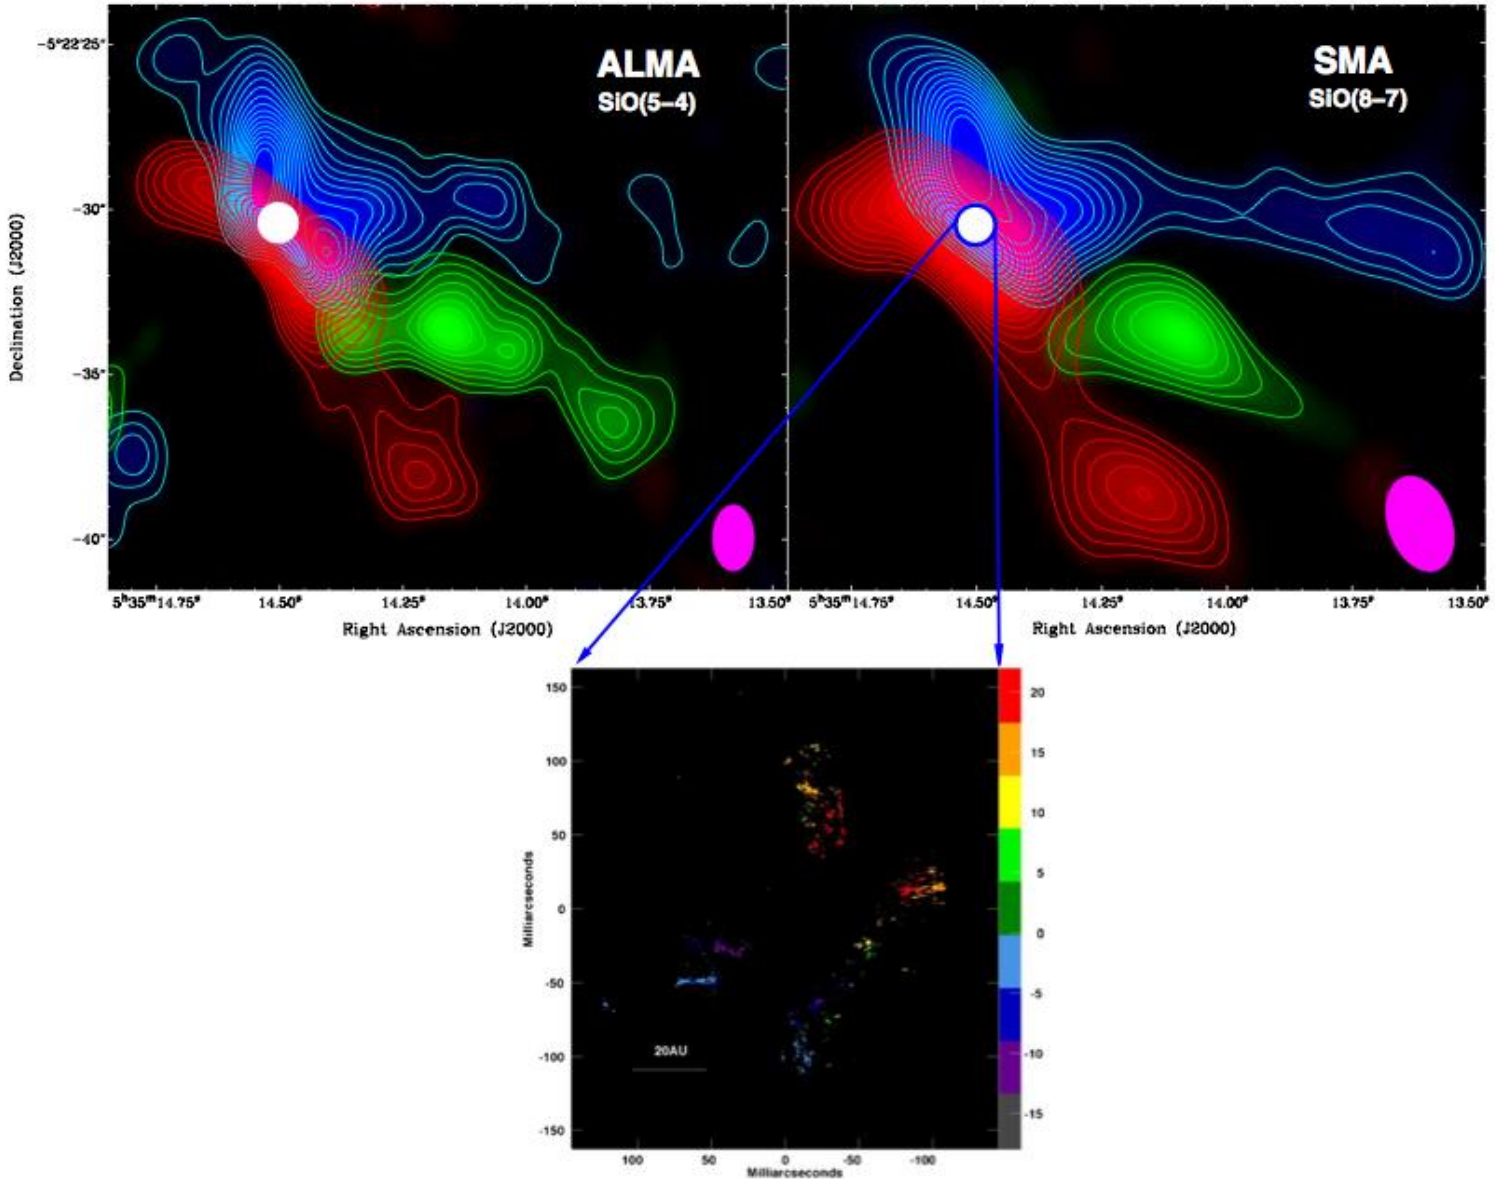 ALMA
SiO(5–4)
SMA
SiO(8–7)
−5°22'25"
−30"
−35"
−40"
Declination (J2000)
5ʰ35ᵐ14.75ˢ 14.50ˢ 14.25ˢ 14.00ˢ 13.75ˢ 13.50ˢ
5ʰ35ᵐ14.75ˢ 14.50ˢ 14.25ˢ 14.00ˢ 13.75ˢ 13.50ˢ
Right Ascension (J2000)
Right Ascension (J2000)
150
100
50
0
-50
-100
-150
Milliarcseconds
20AU
100 50 0 -50 -100
Milliarcseconds
20
15
10
5
0
-5
-10
-15